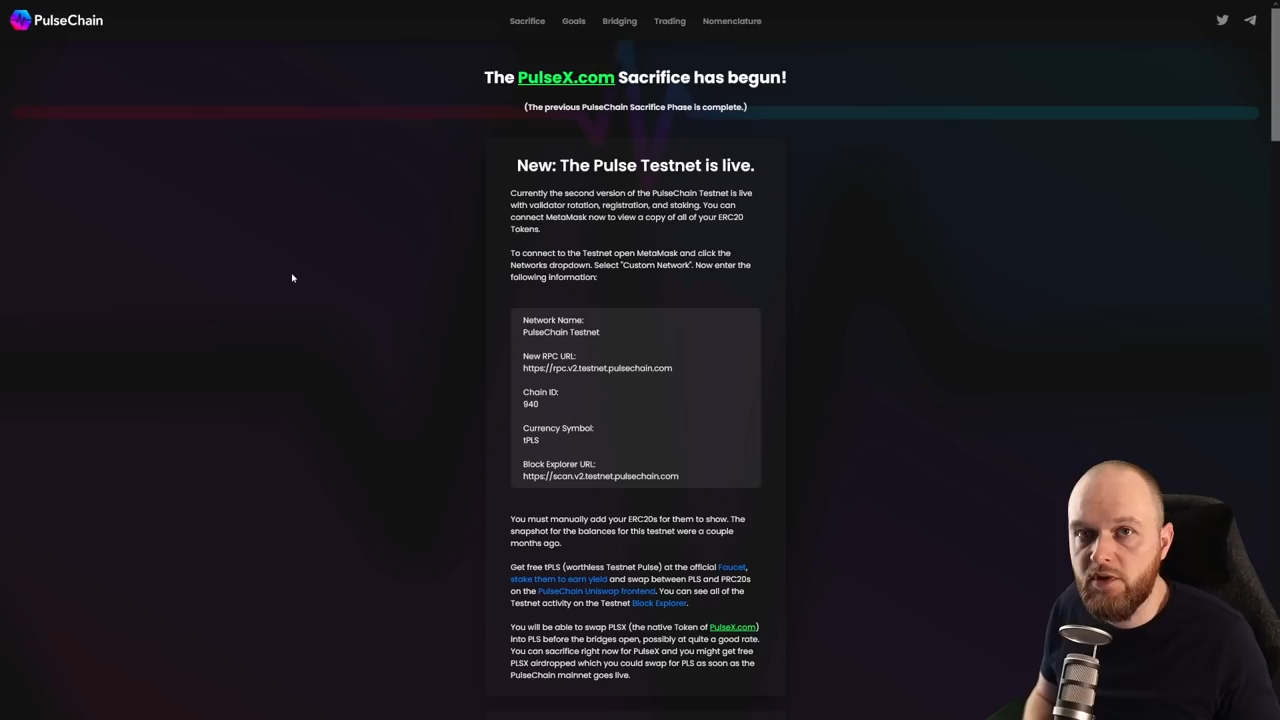 PulseChain
Sacrifice Goals Bridging Trading Nomenclature
The PulseX.com Sacrifice has begun!
(The previous PulseChain Sacrifice Phase is complete.)
New: The Pulse Testnet is live.
Currently the second version of the PulseChain Testnet is live
with validator rotation, registration, and staking. You can
connect MetaMask now to view a copy of all of your ERC20
Tokens.
To connect to the Testnet open MetaMask and click the
Networks dropdown. Select "Custom Network". Now enter the
following information:
Network Name:
PulseChain Testnet
New RPC URL:
https://rpc.v2.testnet.pulsechain.com
Chain ID:
940
Currency Symbol:
tPLS
Block Explorer URL:
https://scan.v2.testnet.pulsechain.com
You must manually add your ERC20s for them to show. The
snapshot for the balances for this testnet were a couple
months ago.
Get free tPLS (worthless Testnet Pulse) at the official Faucet,
stake them to earn yield and swap between PLS and PRC20s
on the PulseChain Uniswap frontend. You can see all of the
Testnet activity on the Testnet Block Explorer.
You will be able to swap PLSX (the native Token of PulseX.com)
into PLS before the bridges open, possibly at quite a good rate.
You can sacrifice right now for PulseX and you might get free
PLSX airdropped which you could swap for PLS as soon as the
PulseChain mainnet goes live.